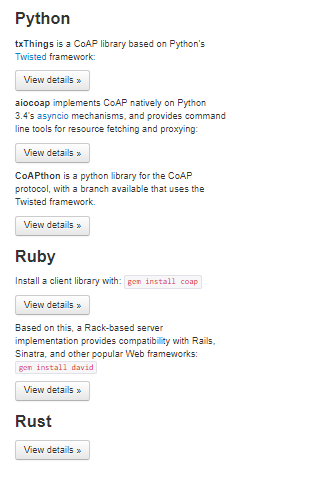 Python
txThings is a CoAP library based on Python's
Twisted framework:
View details »
aiocoap implements CoAP natively on Python
3.4's asyncio mechanisms, and provides command
line tools for resource fetching and proxying:
View details »
CoAPthon is a python library for the CoAP
protocol, with a branch available that uses the
Twisted framework.
View details »
Ruby
Install a client library with: gem install coap
View details »
Based on this, a Rack-based server
implementation provides compatibility with Rails,
Sinatra, and other popular Web frameworks:
gem install david
View details »
Rust
View details »